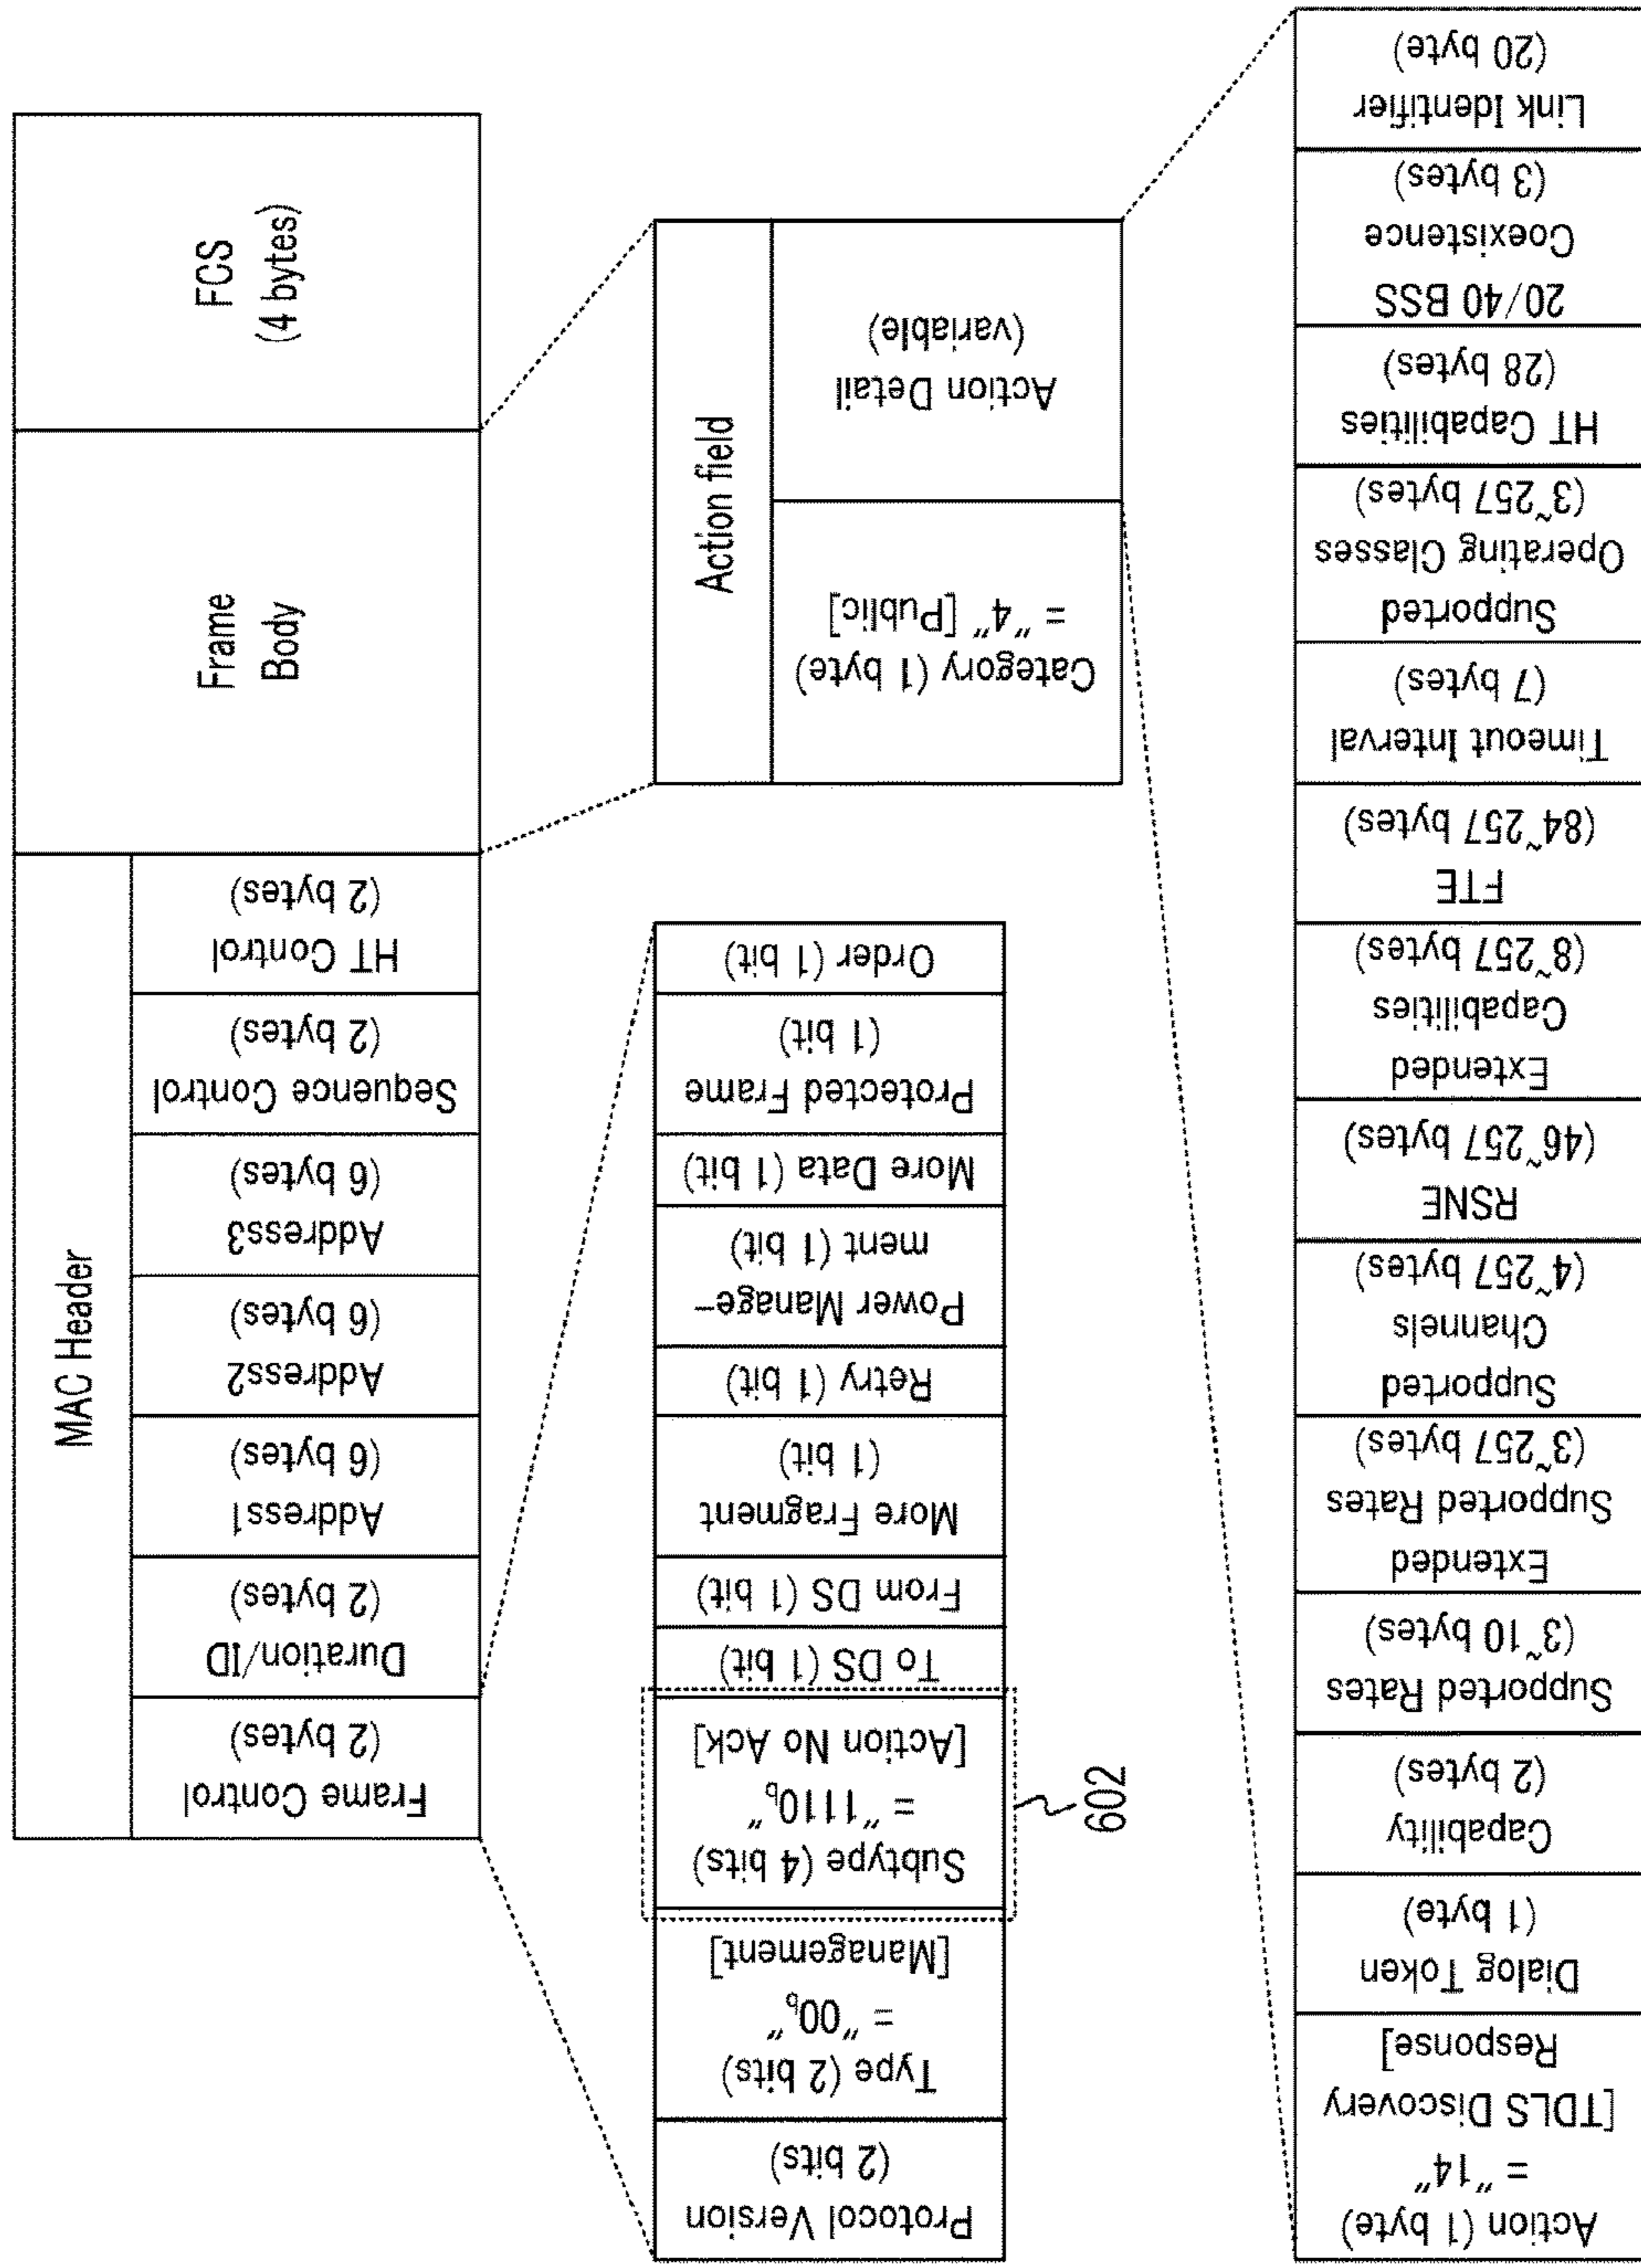 MAC Header
Frame Control
(2 bytes)
Duration/ID
(2 bytes)
Address1
(6 bytes)
Address2
(6 bytes)
Address3
(6 bytes)
Sequence Control
(2 bytes)
HT Control
(2 bytes)
Frame
Body
FCS
(4 bytes)
Protocol Version
(2 bits)
Type (2 bits)
= "00b"
[Management]
Subtype (4 bits)
= "1110b"
[Action No Ack]
To DS (1 bit)
From DS (1 bit)
More Fragment
(1 bit)
Retry (1 bit)
Power Manage-
ment (1 bit)
More Data (1 bit)
Protected Frame
(1 bit)
Order (1 bit)
602
Action field
Category (1 byte)
= "4" [Public]
Action Detail
(variable)
Action (1 byte)
= "14"
[TDLS Discovery
Response]
Dialog Token
(1 byte)
Capability
(2 bytes)
Supported Rates
(3~10 bytes)
Extended
Supported Rates
(3~257 bytes)
Supported
Channels
(4~257 bytes)
RSNE
(46~257 bytes)
Extended
Capabilities
(8~257 bytes)
FTE
(84~257 bytes)
Timeout Interval
(7 bytes)
Supported
Operating Classes
(3~257 bytes)
HT Capabilities
(28 bytes)
20/40 BSS
Coexistence
(3 bytes)
Link Identifier
(20 byte)